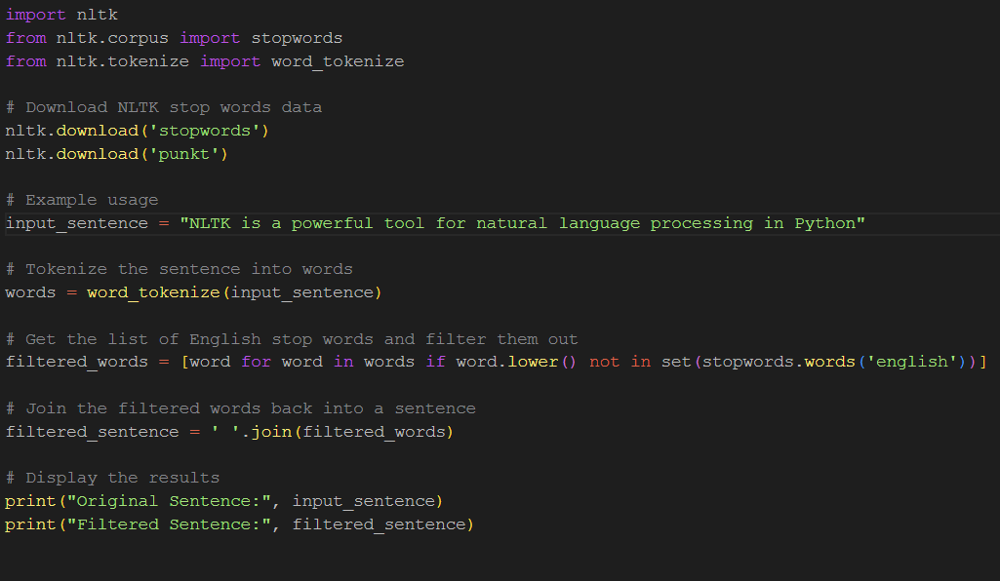 import nltk
from nltk.corpus import stopwords
from nltk.tokenize import word_tokenize
# Download NLTK stop words data
nltk.download('stopwords')
nltk.download('punkt')
# Example usage
input_sentence = "NLTK is a powerful tool for natural language processing in Python"
# Tokenize the sentence into words
words = word_tokenize(input_sentence)
# Get the list of English stop words and filter them out
filtered_words = [word for word in words if word.lower() not in set(stopwords.words('english'))]
# Join the filtered words back into a sentence
filtered_sentence = ' '.join(filtered_words)
# Display the results
print("Original Sentence:", input_sentence)
print("Filtered Sentence:", filtered_sentence)